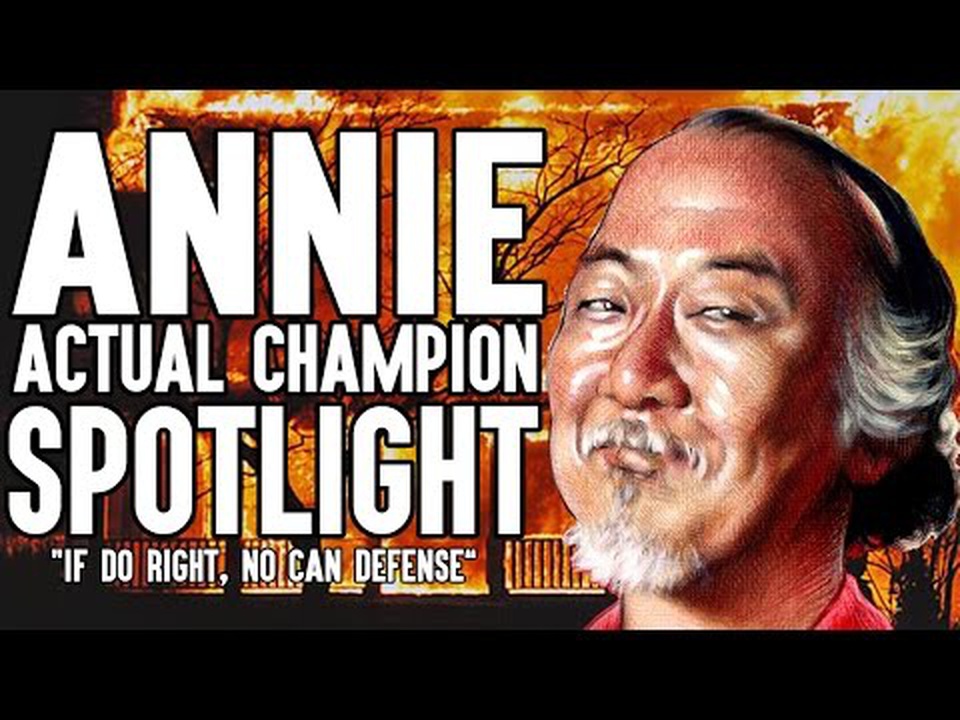 ANNIE
ACTUAL CHAMPION
SPOTLIGHT
"IF DO RIGHT, NO CAN DEFENSE"